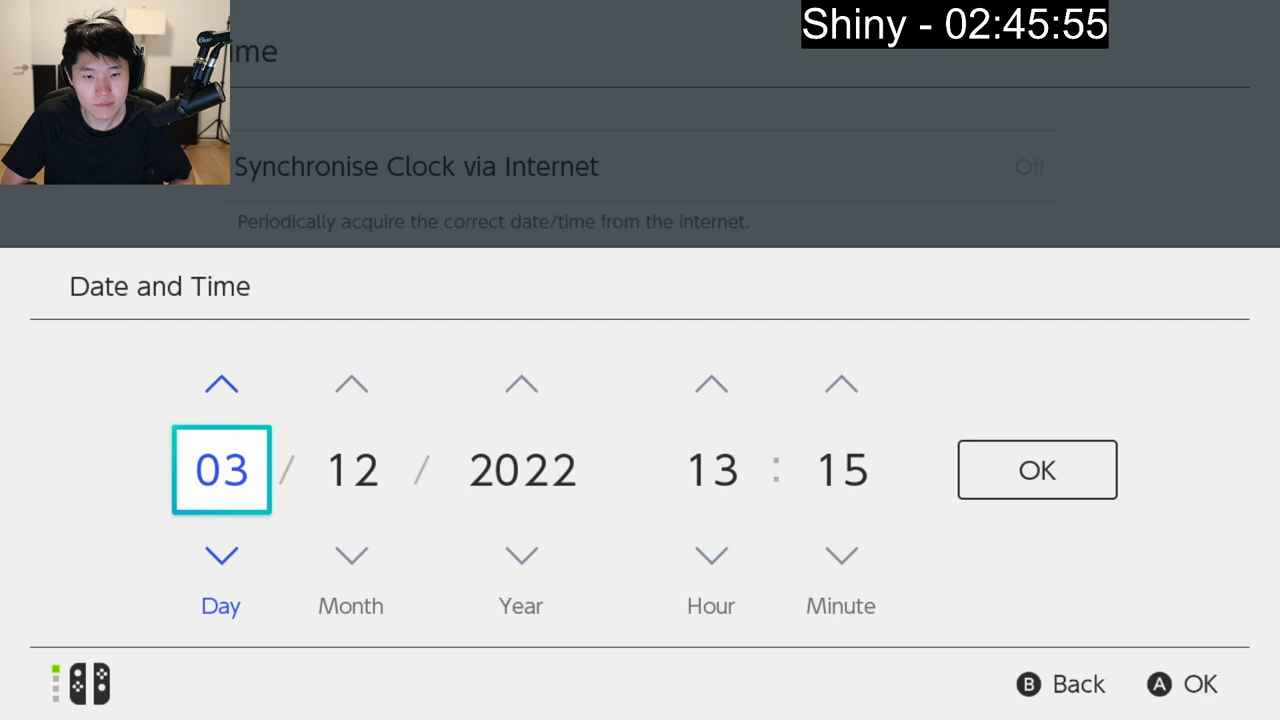 Shiny - 02:45:55
me
Synchronise Clock via Internet Off
Periodically acquire the correct date/time from the internet.
Date and Time
03 / 12 / 2022 13 : 15 OK
Day Month Year Hour Minute
B Back A OK